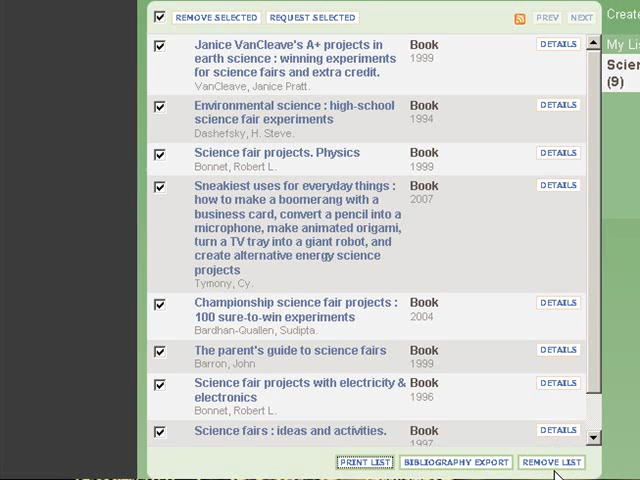 REMOVE SELECTED REQUEST SELECTED PREV NEXT
Create
Janice VanCleave's A+ projects in Book DETAILS
earth science : winning experiments 1999
for science fairs and extra credit.
VanCleave, Janice Pratt.
My Lis
Scien
(9)
Environmental science : high-school Book DETAILS
science fair experiments 1994
Dashefsky, H. Steve.
Science fair projects. Physics Book DETAILS
Bonnet, Robert L. 1999
Sneakiest uses for everyday things : Book DETAILS
how to make a boomerang with a 2007
business card, convert a pencil into a
microphone, make animated origami,
turn a TV tray into a giant robot, and
create alternative energy science
projects
Tymony, Cy.
Championship science fair projects : Book DETAILS
100 sure-to-win experiments 2004
Bardhan-Quallen, Sudipta.
The parent's guide to science fairs Book DETAILS
Barron, John 1999
Science fair projects with electricity & Book DETAILS
electronics 1996
Bonnet, Robert L.
Science fairs : ideas and activities. Book DETAILS
1997
PRINT LIST BIBLIOGRAPHY EXPORT REMOVE LIST